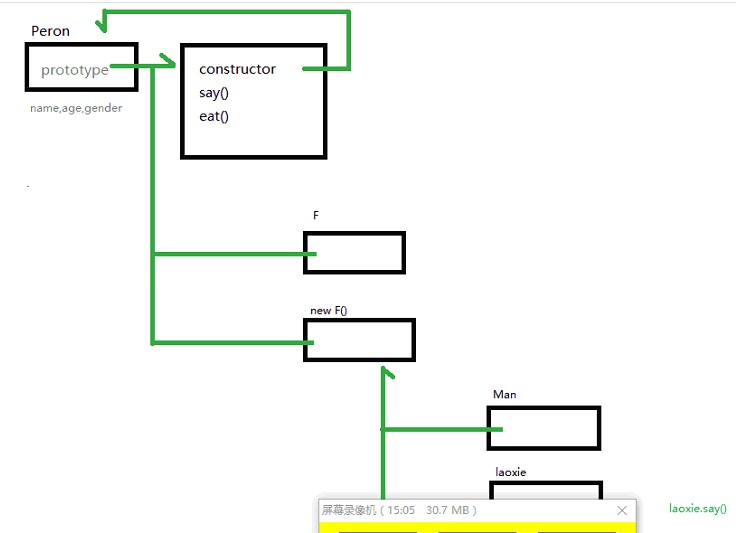 Peron
prototype
name,age,gender
constructor
say()
eat()
F
new F()
Man
laoxie
屏幕录像机 ( 15:05 30.7 MB )
laoxie.say()